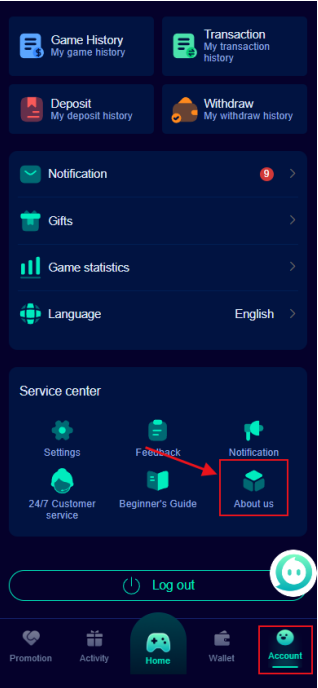 Game History
My game history
Transaction
My transaction
history
Deposit
My deposit history
Withdraw
My withdraw history
Notification
9
Gifts
Game statistics
Language
English
Service center
Settings
Feedback
Notification
24/7 Customer
service
Beginner's Guide
About us
Log out
Promotion
Activity
Home
Wallet
Account